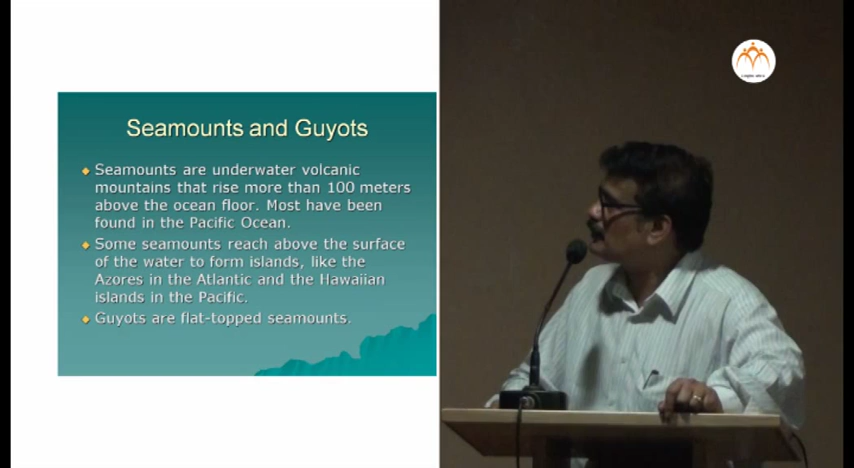 Seamounts and Guyots
Seamounts are underwater volcanic
mountains that rise more than 100 meters
above the ocean floor. Most have been
found in the Pacific Ocean.
Some seamounts reach above the surface
of the water to form islands, like the
Azores in the Atlantic and the Hawaiian
islands in the Pacific.
Guyots are flat-topped seamounts.